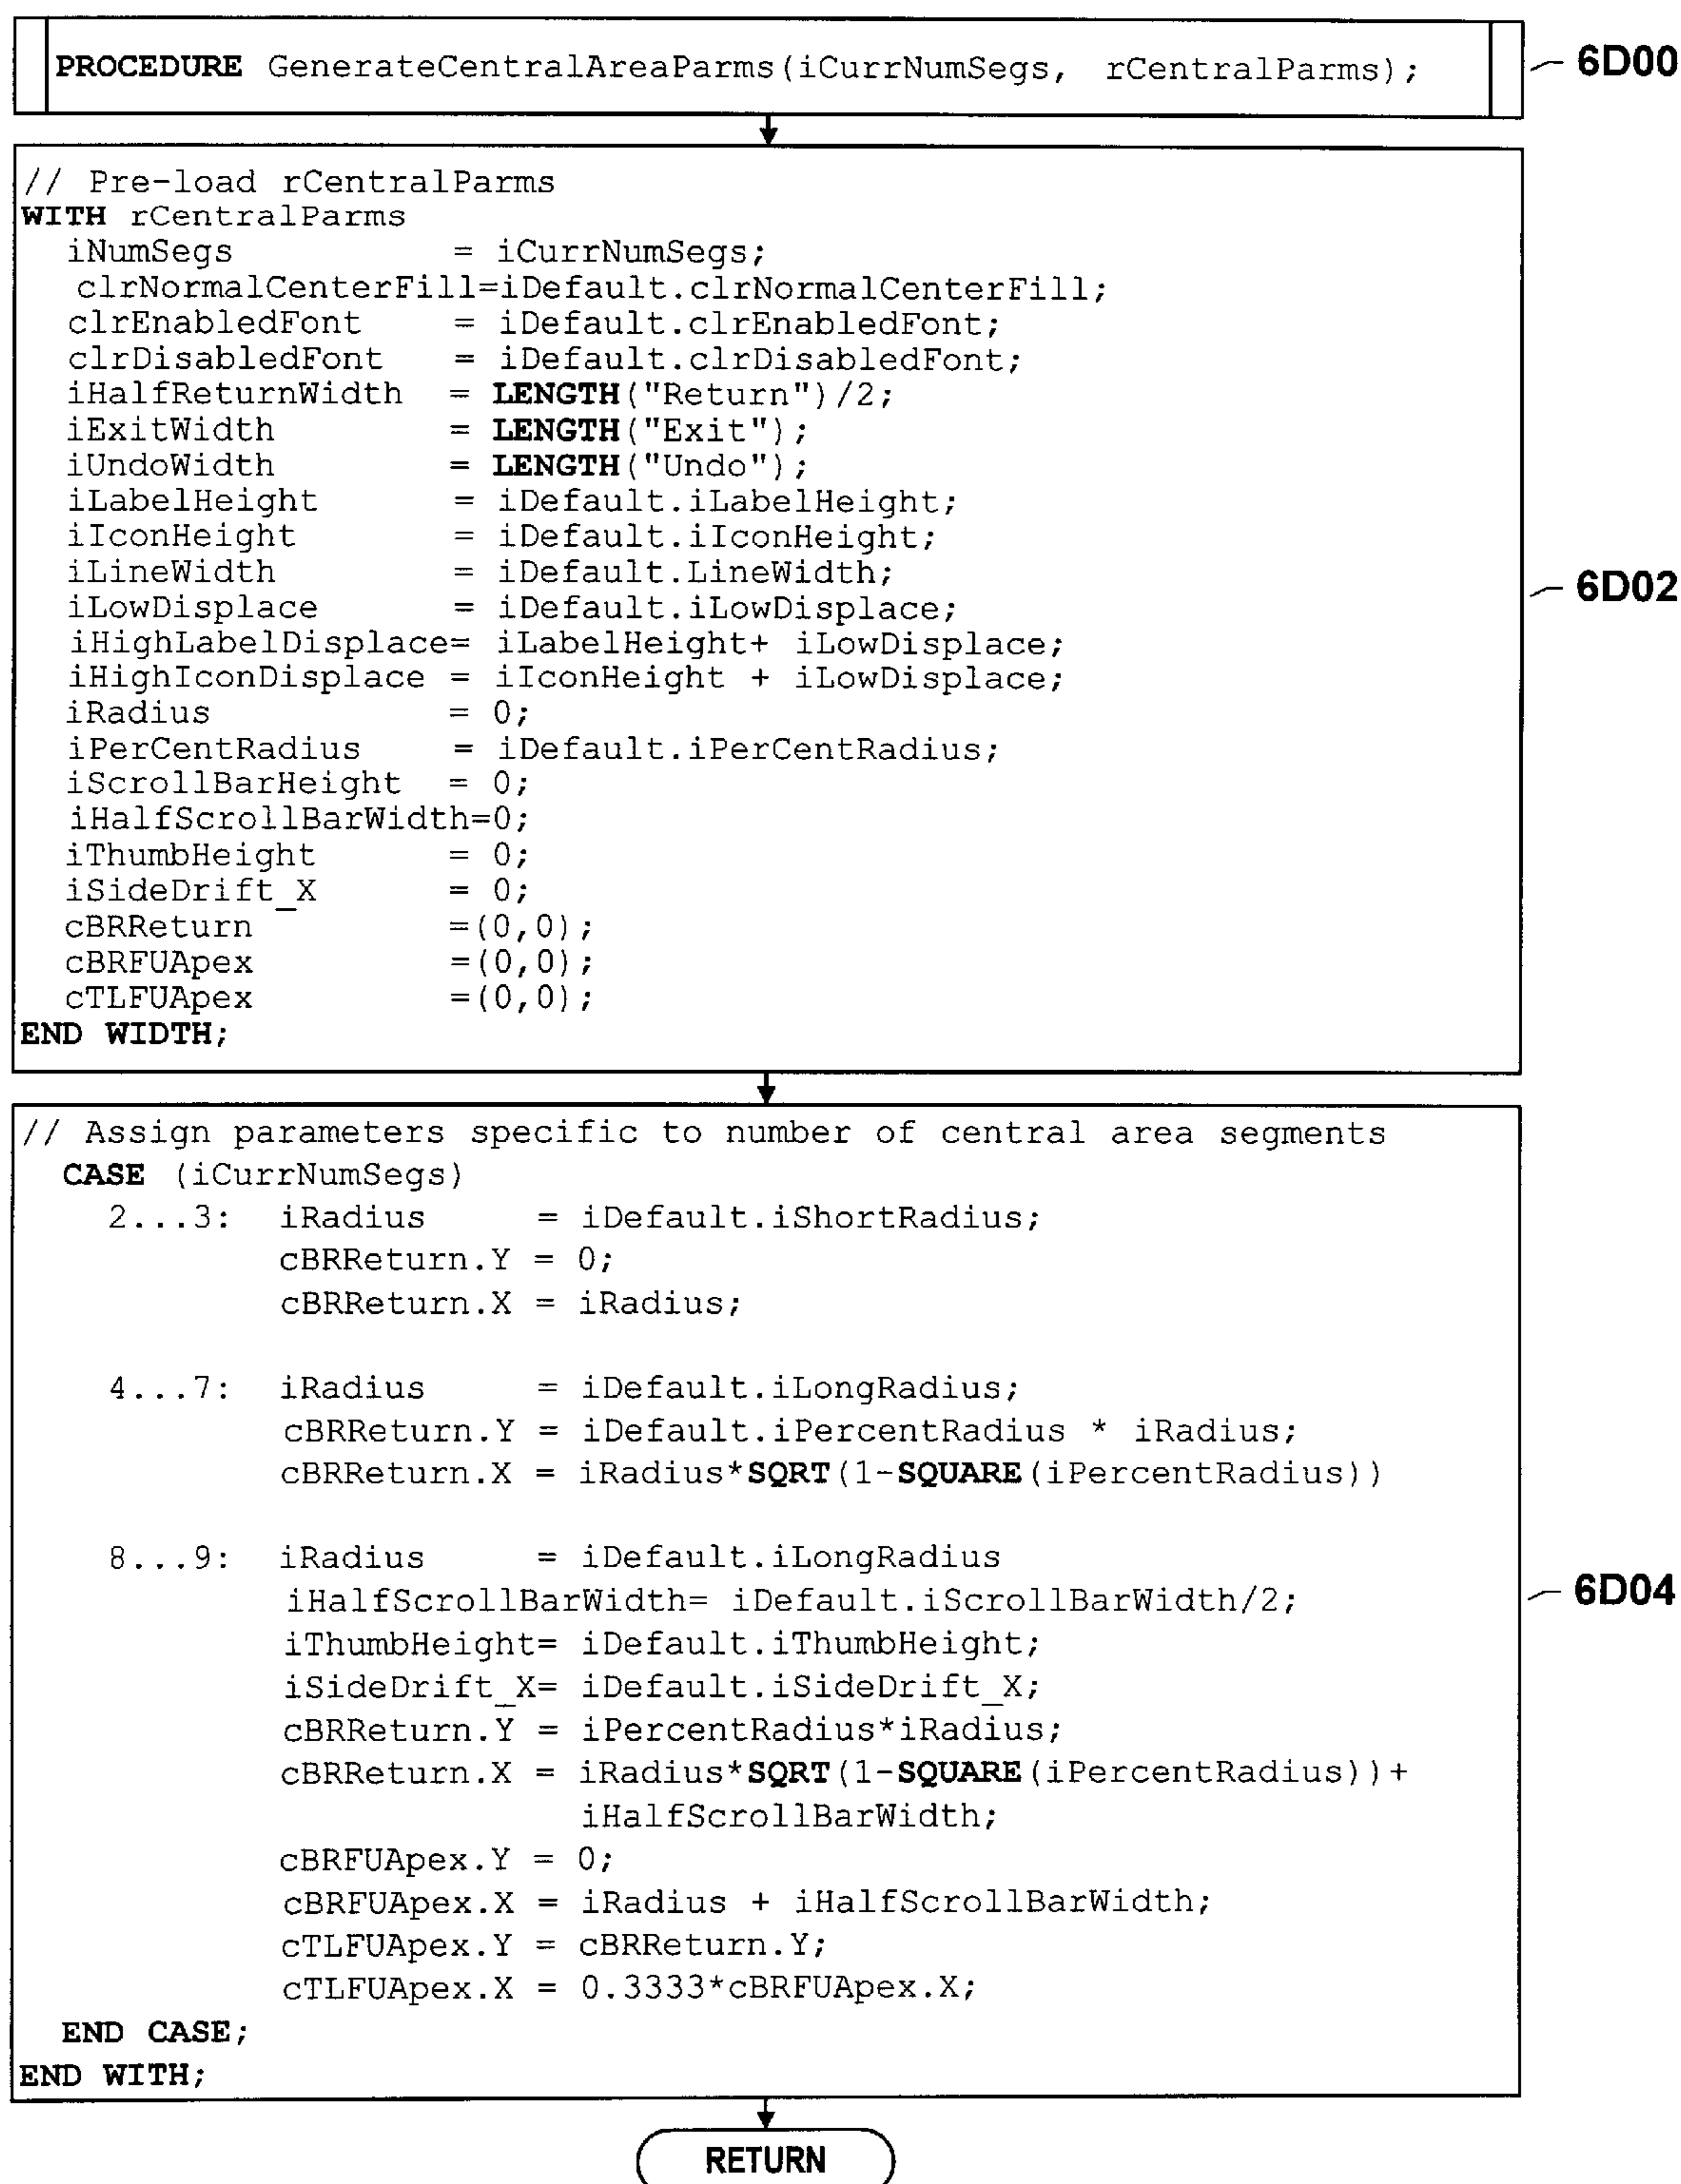 PROCEDURE GenerateCentralAreaParms(iCurrNumSegs, rCentralParms);
6D00
// Pre-load rCentralParms
WITH rCentralParms
iNumSegs = iCurrNumSegs;
clrNormalCenterFill=iDefault.clrNormalCenterFill;
clrEnabledFont = iDefault.clrEnabledFont;
clrDisabledFont = iDefault.clrDisabledFont;
iHalfReturnWidth = LENGTH("Return")/2;
iExitWidth = LENGTH("Exit");
iUndoWidth = LENGTH("Undo");
iLabelHeight = iDefault.iLabelHeight;
iIconHeight = iDefault.iIconHeight;
iLineWidth = iDefault.LineWidth;
6D02
iLowDisplace = iDefault.iLowDisplace;
iHighLabelDisplace= iLabelHeight+ iLowDisplace;
iHighIconDisplace = iIconHeight + iLowDisplace;
iRadius = 0;
iPerCentRadius = iDefault.iPerCentRadius;
iScrollBarHeight = 0;
iHalfScrollBarWidth=0;
iThumbHeight = 0;
iSideDrift_X = 0;
cBRReturn =(0,0);
cBRFUApex =(0,0);
cTLFUApex =(0,0);
END WIDTH;
// Assign parameters specific to number of central area segments
CASE (iCurrNumSegs)
2...3: iRadius = iDefault.iShortRadius;
cBRReturn.Y = 0;
cBRReturn.X = iRadius;
4...7: iRadius = iDefault.iLongRadius;
cBRReturn.Y = iDefault.iPercentRadius * iRadius;
cBRReturn.X = iRadius*SQRT(1-SQUARE(iPercentRadius))
8...9: iRadius = iDefault.iLongRadius
iHalfScrollBarWidth= iDefault.iScrollBarWidth/2;
6D04
iThumbHeight= iDefault.iThumbHeight;
iSideDrift_X= iDefault.iSideDrift_X;
cBRReturn.Y = iPercentRadius*iRadius;
cBRReturn.X = iRadius*SQRT(1-SQUARE(iPercentRadius))+
iHalfScrollBarWidth;
cBRFUApex.Y = 0;
cBRFUApex.X = iRadius + iHalfScrollBarWidth;
cTLFUApex.Y = cBRReturn.Y;
cTLFUApex.X = 0.3333*cBRFUApex.X;
END CASE;
END WITH;
RETURN